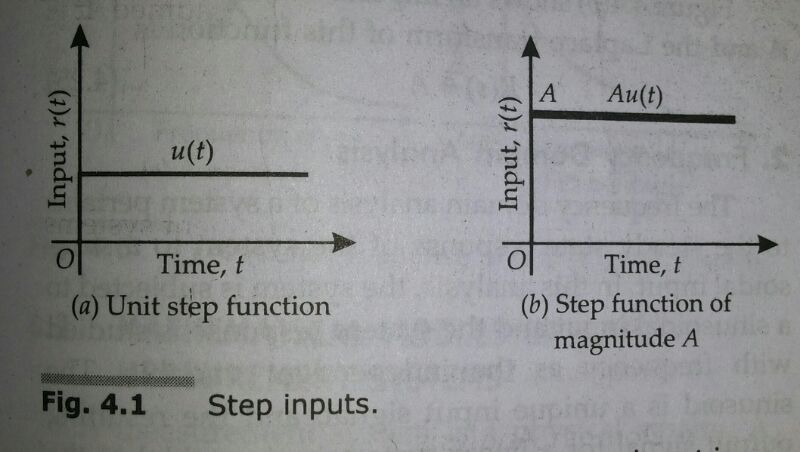 Input, r(t)
u(t)
O
Time, t
(a) Unit step function
Input, r(t)
A
Au(t)
O
Time, t
(b) Step function of
magnitude A
Fig. 4.1 Step inputs.